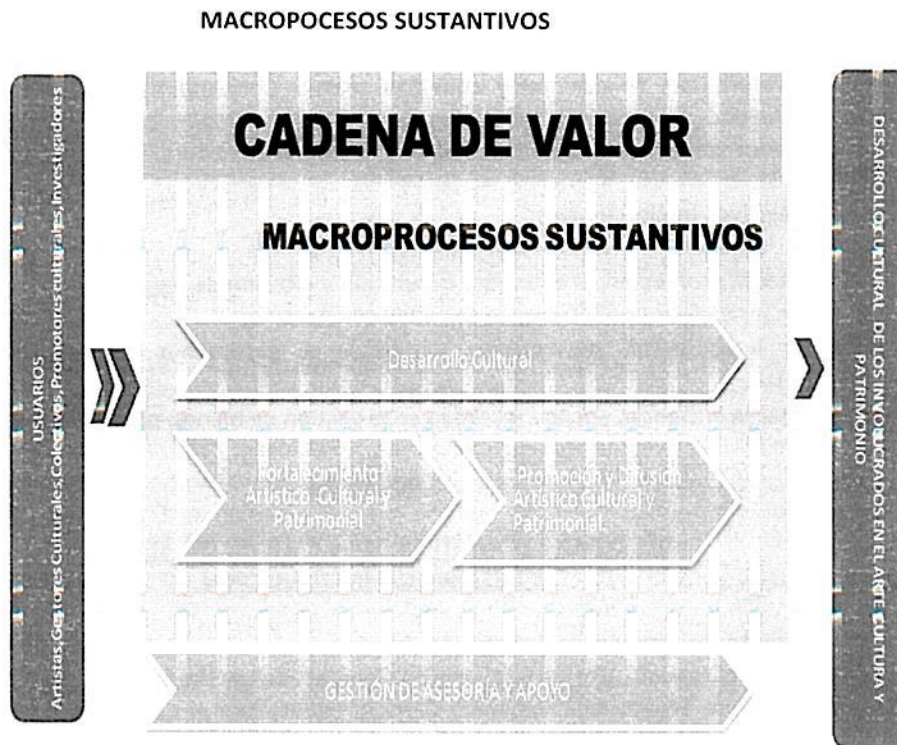 MACROPOCESOS SUSTANTIVOS
USUARIOS
Artistas,Gestores Culturales,Colectivos,Promotores culturales,Investigadores
CADENA DE VALOR
MACROPROCESOS SUSTANTIVOS
Desarrollo Cultural
Fortalecimiento
Artístico Cultural y
Patrimonial
Promoción y Difusión
Artístico Cultural y
Patrimonial.
GESTIÓN DE ASESORÍA Y APOYO
DESARROLLO CULTURAL DE LOS INVOLUCRADOS EN EL ARTE CULTURA Y
PATRIMONIO